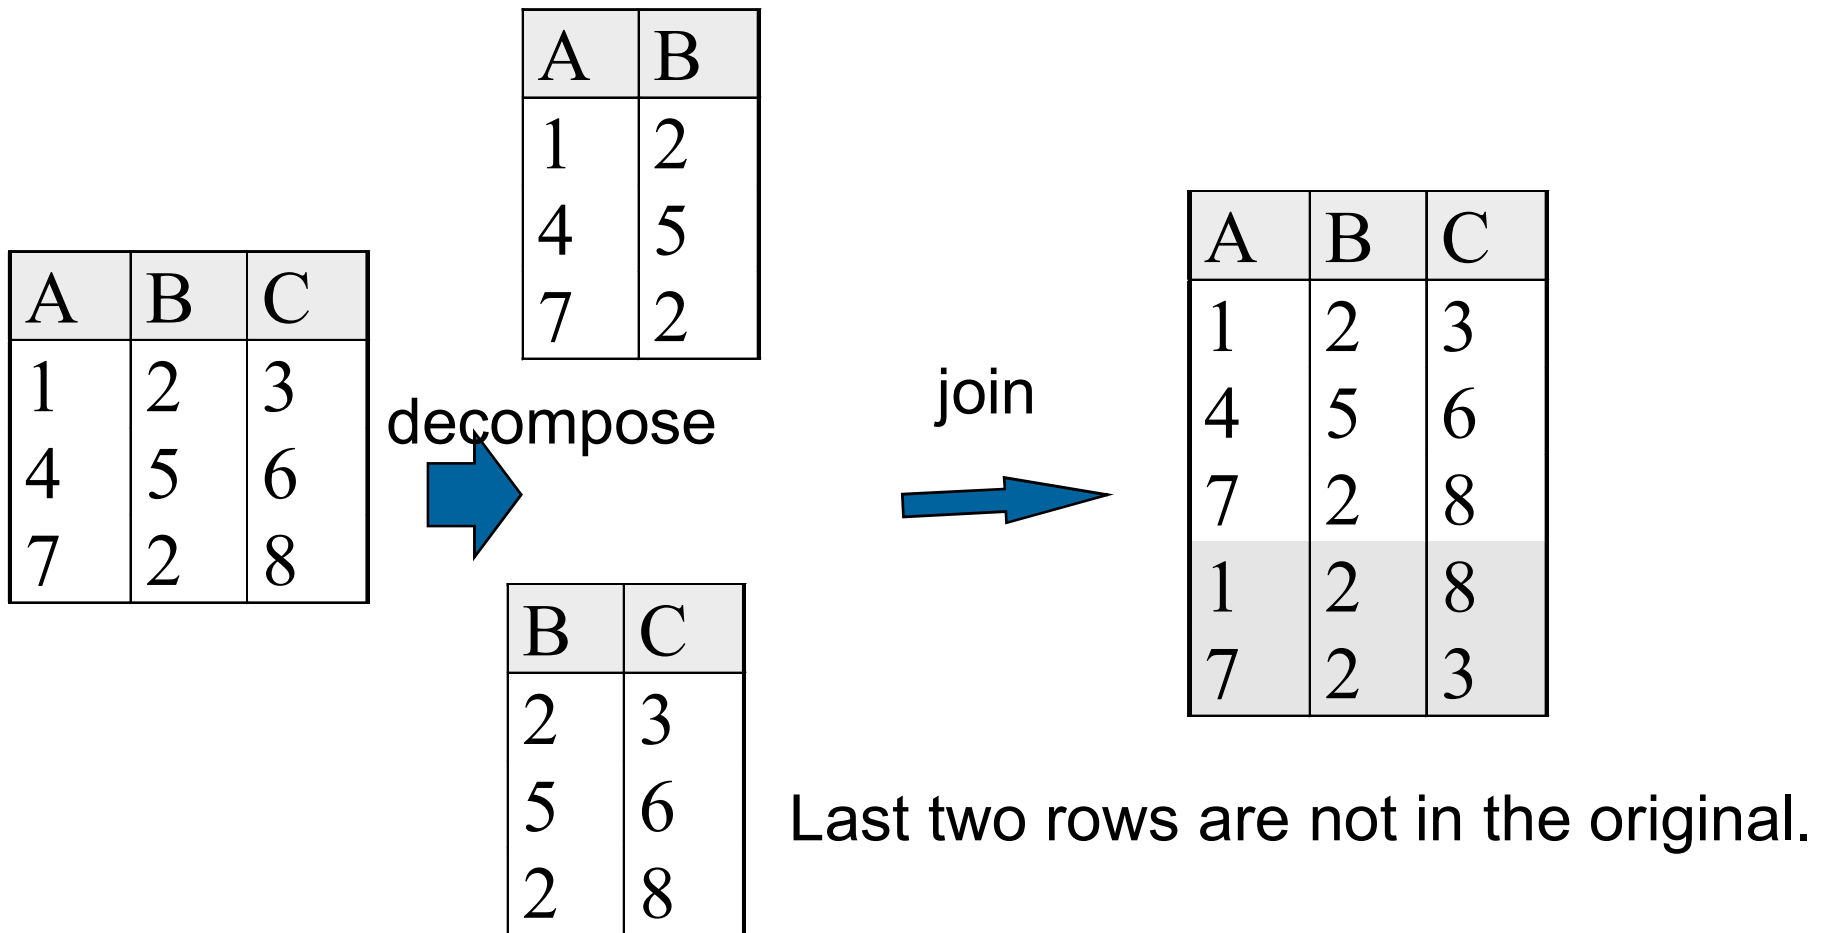 A B C
1 2 3
4 5 6
7 2 8
decompose
A B
1 2
4 5
7 2
B C
2 3
5 6
2 8
join
A B C
1 2 3
4 5 6
7 2 8
1 2 8
7 2 3
Last two rows are not in the original.